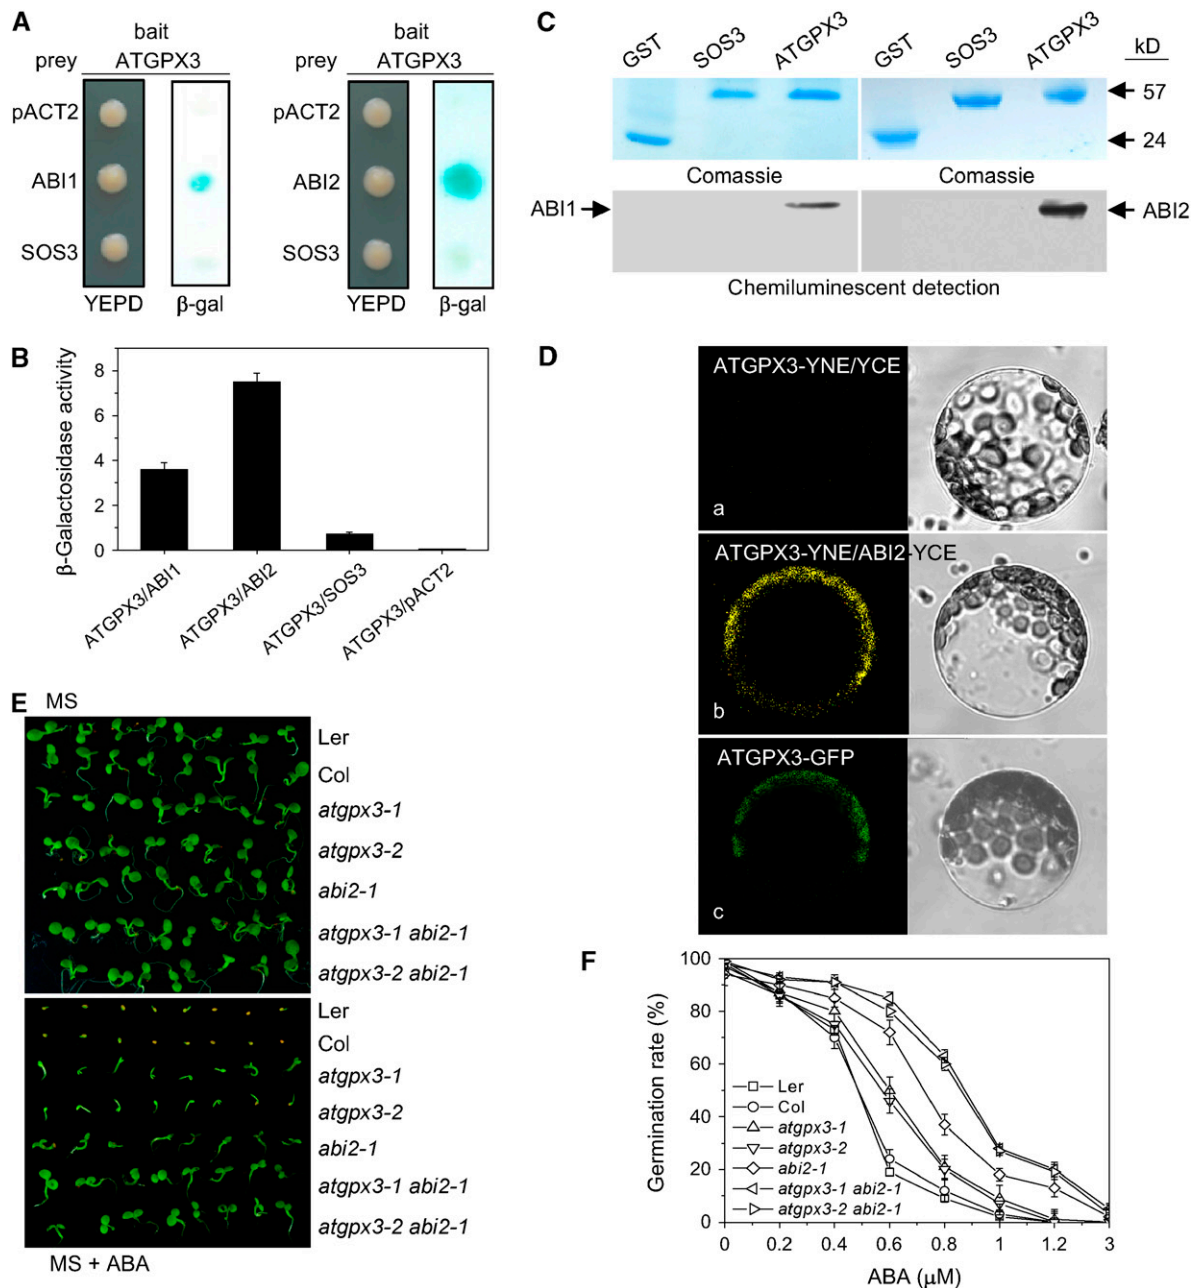 A
bait
ATGPX3
prey
pACT2
ABI1
SOS3
YEPD
β-gal
bait
ATGPX3
prey
pACT2
ABI2
SOS3
YEPD
β-gal
B
β-Galactosidase activity
8
6
4
2
0
ATGPX3/ABI1
ATGPX3/ABI2
ATGPX3/SOS3
ATGPX3/pACT2
C
GST
SOS3
ATGPX3
GST
SOS3
ATGPX3
kD
57
24
Comassie
Comassie
ABI1
ABI2
Chemiluminescent detection
D
ATGPX3-YNE/YCE
a
ATGPX3-YNE/ABI2-YCE
b
ATGPX3-GFP
c
E
MS
Ler
Col
atgpx3-1
atgpx3-2
abi2-1
atgpx3-1 abi2-1
atgpx3-2 abi2-1
Ler
Col
atgpx3-1
atgpx3-2
abi2-1
atgpx3-1 abi2-1
atgpx3-2 abi2-1
MS + ABA
F
Germination rate (%)
100
80
60
40
20
0
Ler
Col
atgpx3-1
atgpx3-2
abi2-1
atgpx3-1 abi2-1
atgpx3-2 abi2-1
0 0.2 0.4 0.6 0.8 1 1.2 3
ABA (μM)